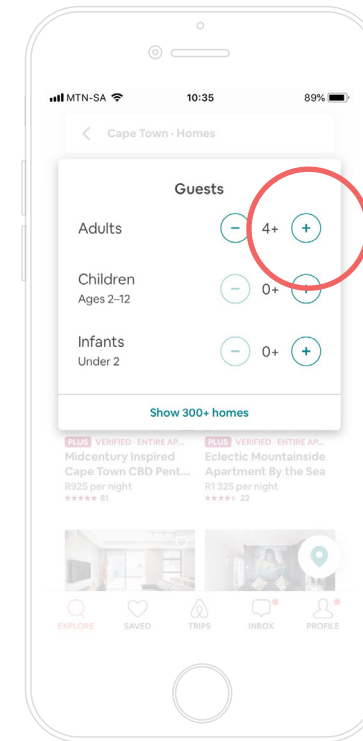 MTN-SA 10:35 89%
Cape Town · Homes
Guests
Adults − 4+ +
Children − 0+ +
Ages 2–12
Infants − 0+ +
Under 2
Show 300+ homes
PLUS VERIFIED · ENTIRE AP... PLUS VERIFIED · ENTIRE AP...
Midcentury Inspired Eclectic Mountainside
Cape Town CBD Pent... Apartment By the Sea
R925 per night R1 325 per night
★★★★★ 81 ★★★★★ 22
EXPLORE SAVED TRIPS INBOX PROFILE